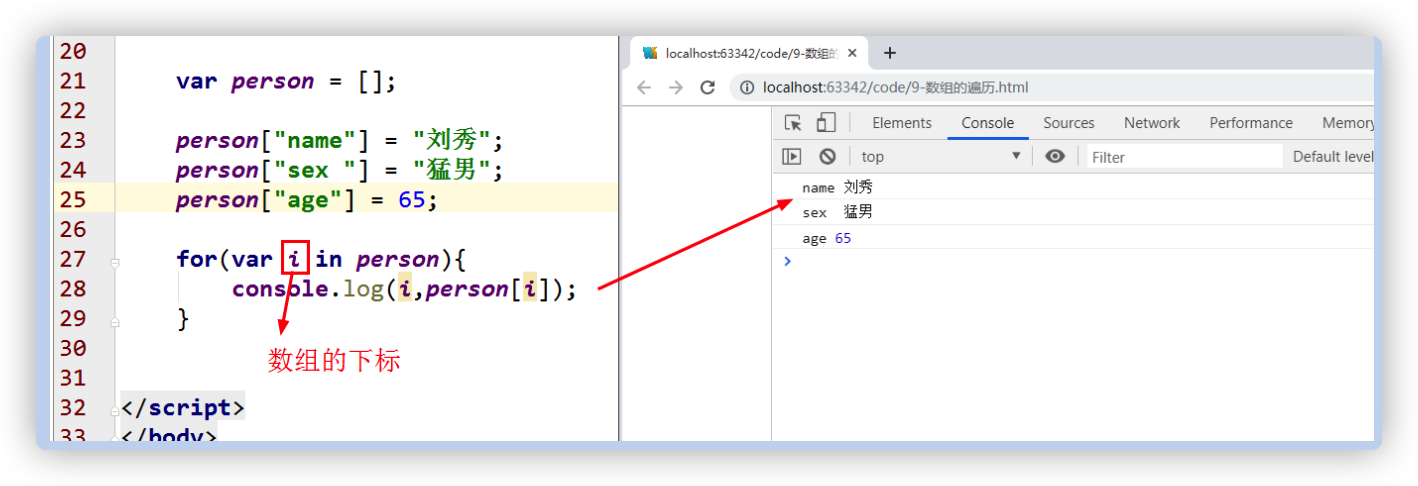 20
21 var person = [];
22
23 person["name"] = "刘秀";
24 person["sex "] = "猛男";
25 person["age"] = 65;
26
27 for(var i in person){
28 console.log(i,person[i]);
29 }
30
31
32 </script>
33 </body>
数组的下标
localhost:63342/code/9-数组的
localhost:63342/code/9-数组的遍历.html
Elements Console Sources Network Performance Memory
top Filter Default level
name 刘秀
sex  猛男
age 65